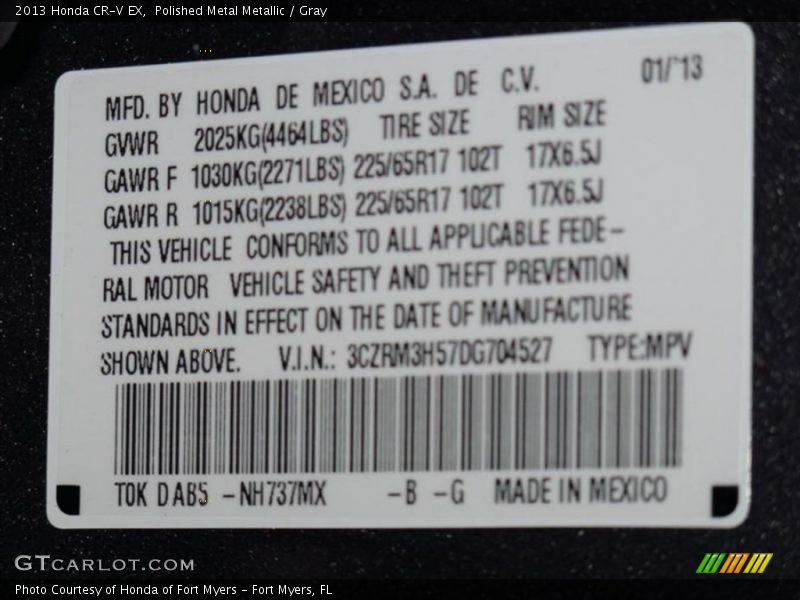 2013 Honda CR-V EX, Polished Metal Metallic / Gray
01/'13
MFD. BY HONDA DE MEXICO S.A. DE C.V.
GVWR 2025KG(4464LBS) TIRE SIZE RIM SIZE
GAWR F 1030KG(2271LBS) 225/65R17 102T 17X6.5J
GAWR R 1015KG(2238LBS) 225/65R17 102T 17X6.5J
THIS VEHICLE CONFORMS TO ALL APPLICABLE FEDE-
RAL MOTOR VEHICLE SAFETY AND THEFT PREVENTION
STANDARDS IN EFFECT ON THE DATE OF MANUFACTURE
SHOWN ABOVE. V.I.N.: 3CZRM3H57DG704527 TYPE:MPV
T0K DAB5 -NH737MX -B -G MADE IN MEXICO
GTCARLOT.COM
Photo Courtesy of Honda of Fort Myers - Fort Myers, FL